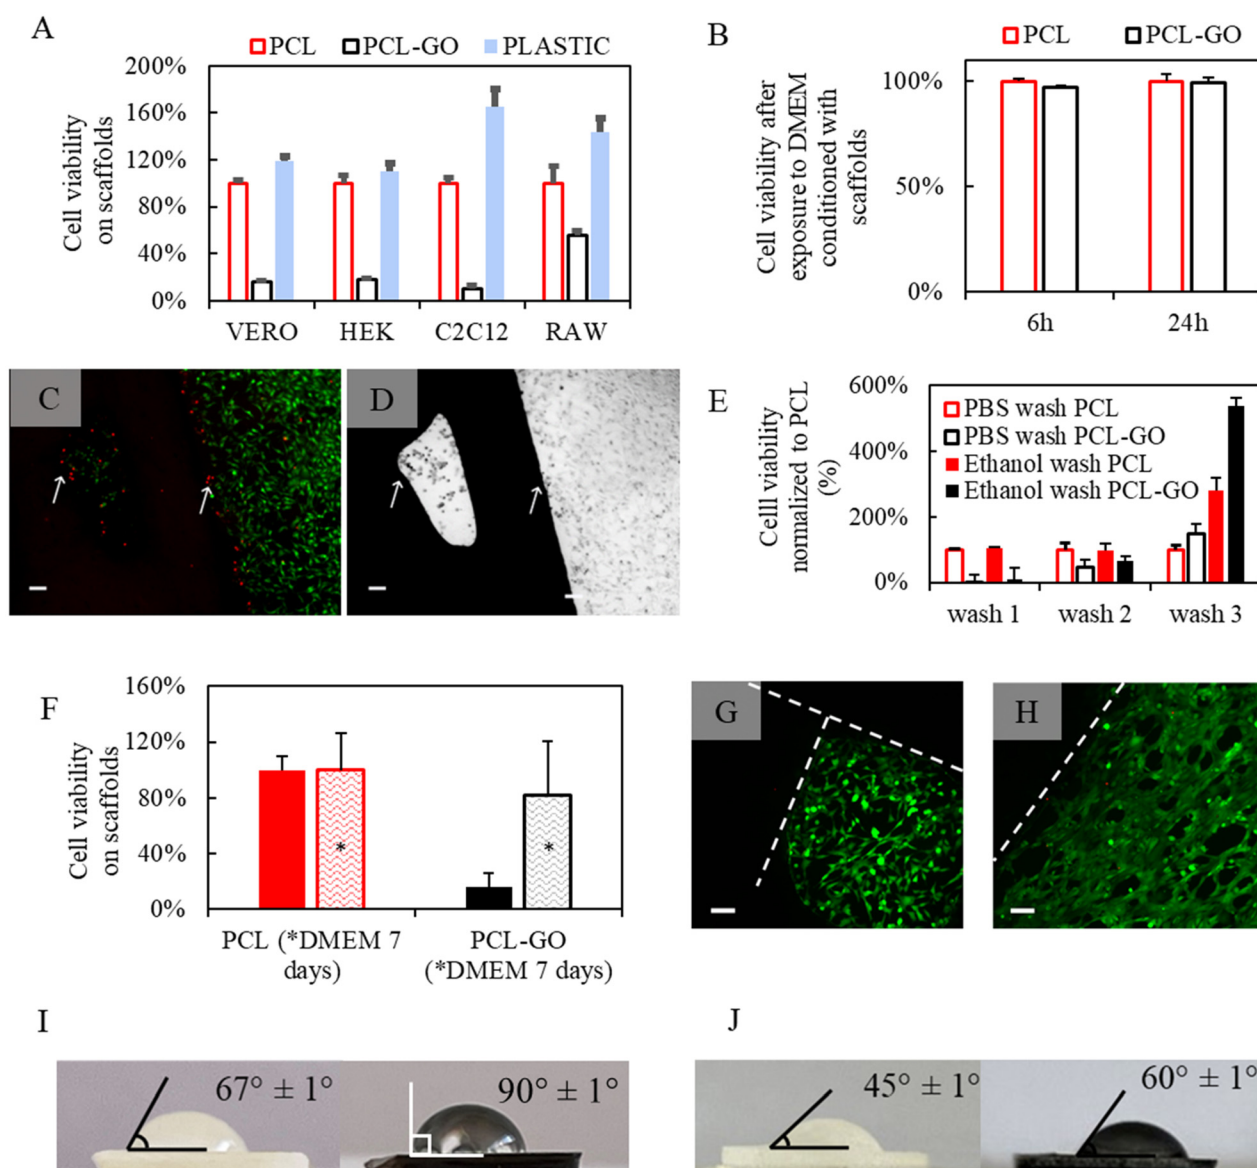 A
PCL PCL-GO PLASTIC
200%
160%
120%
80%
40%
0%
Cell viability
on scaffolds
VERO HEK C2C12 RAW
B
PCL PCL-GO
100%
50%
0%
Cell viability after
exposure to DMEM
conditioned with
scaffolds
6h 24h
C
D
E
600%
400%
200%
0%
Celll viability
normalized to PCL
(%)
PBS wash PCL
PBS wash PCL-GO
Ethanol wash PCL
Ethanol wash PCL-GO
wash 1 wash 2 wash 3
F
160%
120%
80%
40%
0%
Cell viability
on scaffolds
* *
PCL (*DMEM 7
days)
PCL-GO
(*DMEM 7 days)
G
H
I
67° ± 1° 90° ± 1°
J
45° ± 1° 60° ± 1°